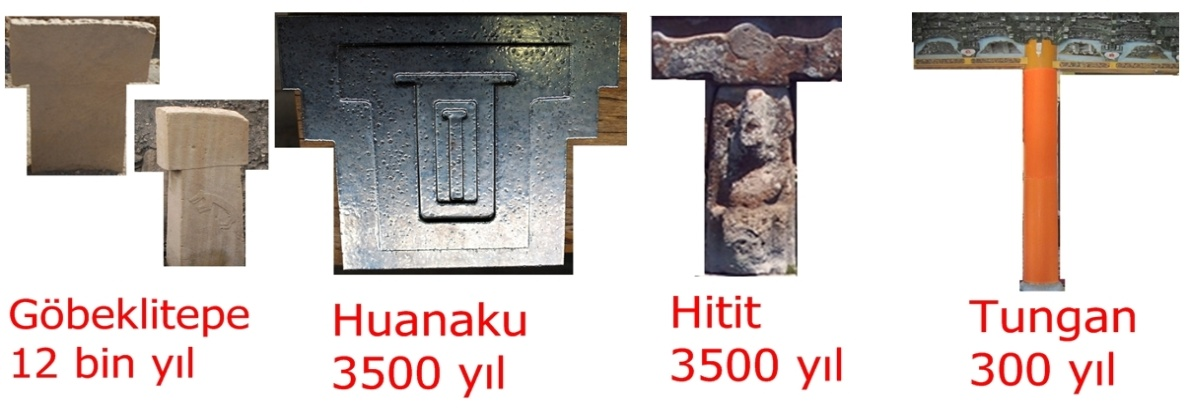 Göbeklitepe
12 bin yıl
Huanaku
3500 yıl
Hitit
3500 yıl
Tungan
300 yıl